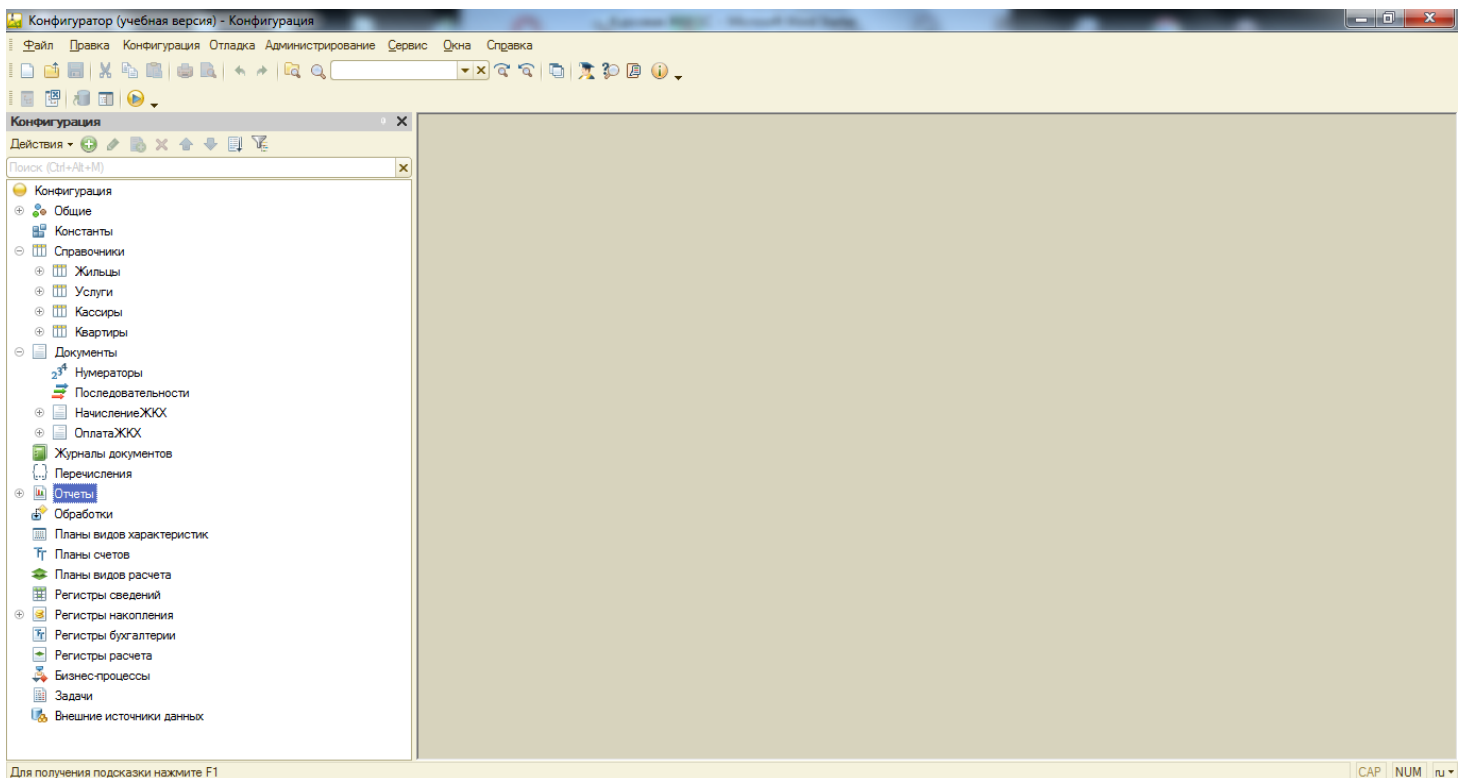 Конфигуратор (учебная версия) - Конфигурация
Файл Правка Конфигурация Отладка Администрирование Сервис Окна Справка
Конфигурация
Действия
Поиск (Ctrl+Alt+M)
Конфигурация
Общие
Константы
Справочники
Жильцы
Услуги
Кассиры
Квартиры
Документы
Нумераторы
Последовательности
НачислениеЖКХ
ОплатаЖКХ
Журналы документов
Перечисления
Отчеты
Обработки
Планы видов характеристик
Планы счетов
Планы видов расчета
Регистры сведений
Регистры накопления
Регистры бухгалтерии
Регистры расчета
Бизнес-процессы
Задачи
Внешние источники данных
Для получения подсказки нажмите F1 CAP NUM ru